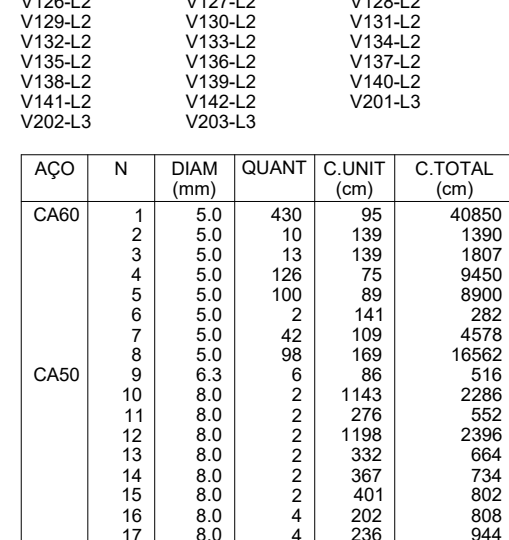 V126-L2 V127-L2 V128-L2
V129-L2 V130-L2 V131-L2
V132-L2 V133-L2 V134-L2
V135-L2 V136-L2 V137-L2
V138-L2 V139-L2 V140-L2
V141-L2 V142-L2 V201-L3
V202-L3 V203-L3
AÇO N DIAM QUANT C.UNIT C.TOTAL
(mm) (cm) (cm)
CA60 1 5.0 430 95 40850
2 5.0 10 139 1390
3 5.0 13 139 1807
4 5.0 126 75 9450
5 5.0 100 89 8900
6 5.0 2 141 282
7 5.0 42 109 4578
8 5.0 98 169 16562
CA50 9 6.3 6 86 516
10 8.0 2 1143 2286
11 8.0 2 276 552
12 8.0 2 1198 2396
13 8.0 2 332 664
14 8.0 2 367 734
15 8.0 2 401 802
16 8.0 4 202 808
17 8.0 4 236 944